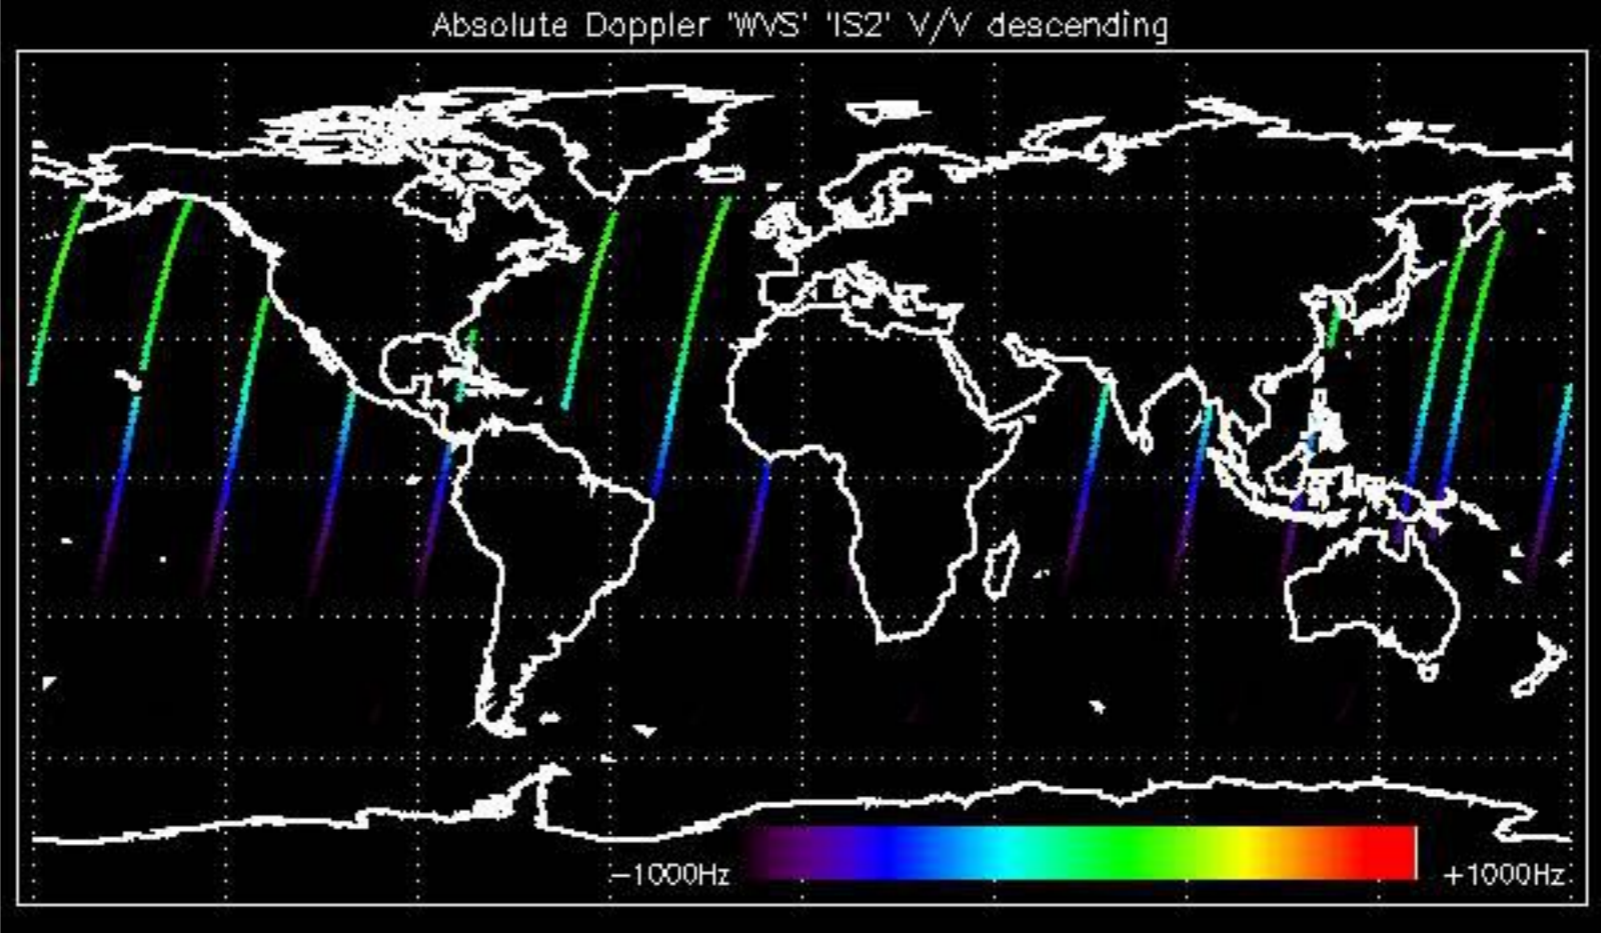 Absolute Doppler 'WVS' 'IS2' V/V descending
−1000Hz
+1000Hz